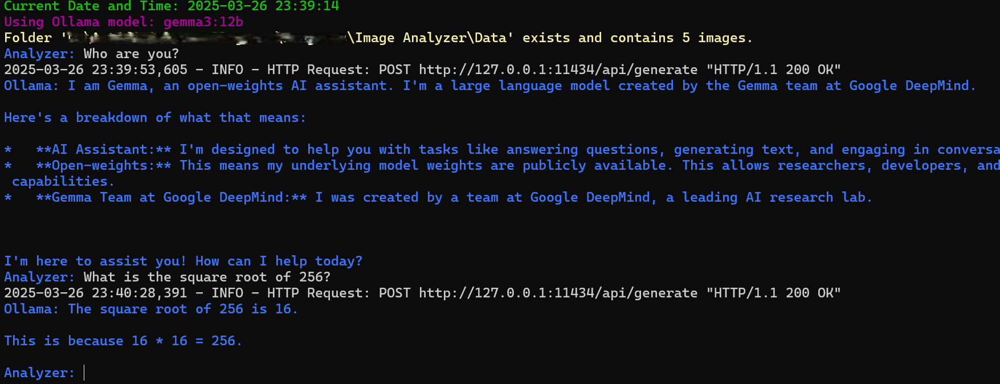 Current Date and Time: 2025-03-26 23:39:14
Using Ollama model: gemma3:12b
Folder '\Image Analyzer\Data' exists and contains 5 images.
Analyzer: Who are you?
2025-03-26 23:39:53,605 - INFO - HTTP Request: POST http://127.0.0.1:11434/api/generate "HTTP/1.1 200 OK"
Ollama: I am Gemma, an open-weights AI assistant. I'm a large language model created by the Gemma team at Google DeepMind.
Here's a breakdown of what that means:
*   **AI Assistant:** I'm designed to help you with tasks like answering questions, generating text, and engaging in conversa
*   **Open-weights:** This means my underlying model weights are publicly available. This allows researchers, developers, and
capabilities.
*   **Gemma Team at Google DeepMind:** I was created by a team at Google DeepMind, a leading AI research lab.
I'm here to assist you! How can I help today?
Analyzer: What is the square root of 256?
2025-03-26 23:40:28,391 - INFO - HTTP Request: POST http://127.0.0.1:11434/api/generate "HTTP/1.1 200 OK"
Ollama: The square root of 256 is 16.
This is because 16 * 16 = 256.
Analyzer: